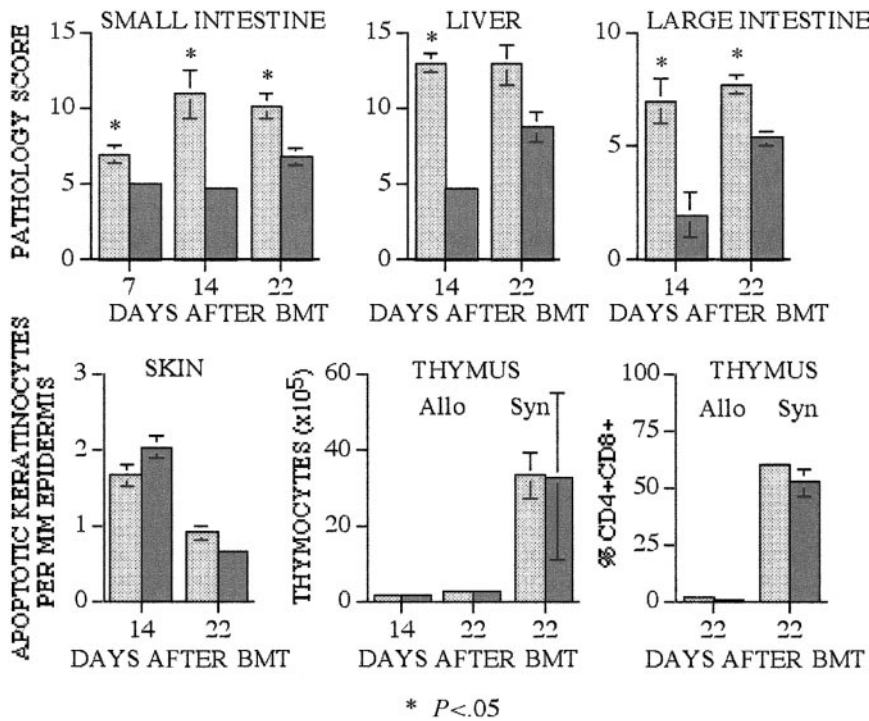 SMALL INTESTINE
LIVER
LARGE INTESTINE
PATHOLOGY SCORE
15
10
5
0
* * *
7 14 22
DAYS AFTER BMT
15
10
5
0
*
14 22
DAYS AFTER BMT
10
5
0
* *
14 22
DAYS AFTER BMT
APOPTOTIC KERATINOCYTES
PER MM EPIDERMIS
SKIN
3
2
1
0
14 22
DAYS AFTER BMT
THYMOCYTES (x10⁵)
THYMUS
Allo Syn
60
40
20
0
14 22 22
DAYS AFTER BMT
% CD4+CD8+
THYMUS
Allo Syn
100
75
50
25
0
22 22
DAYS AFTER BMT
* P<.05